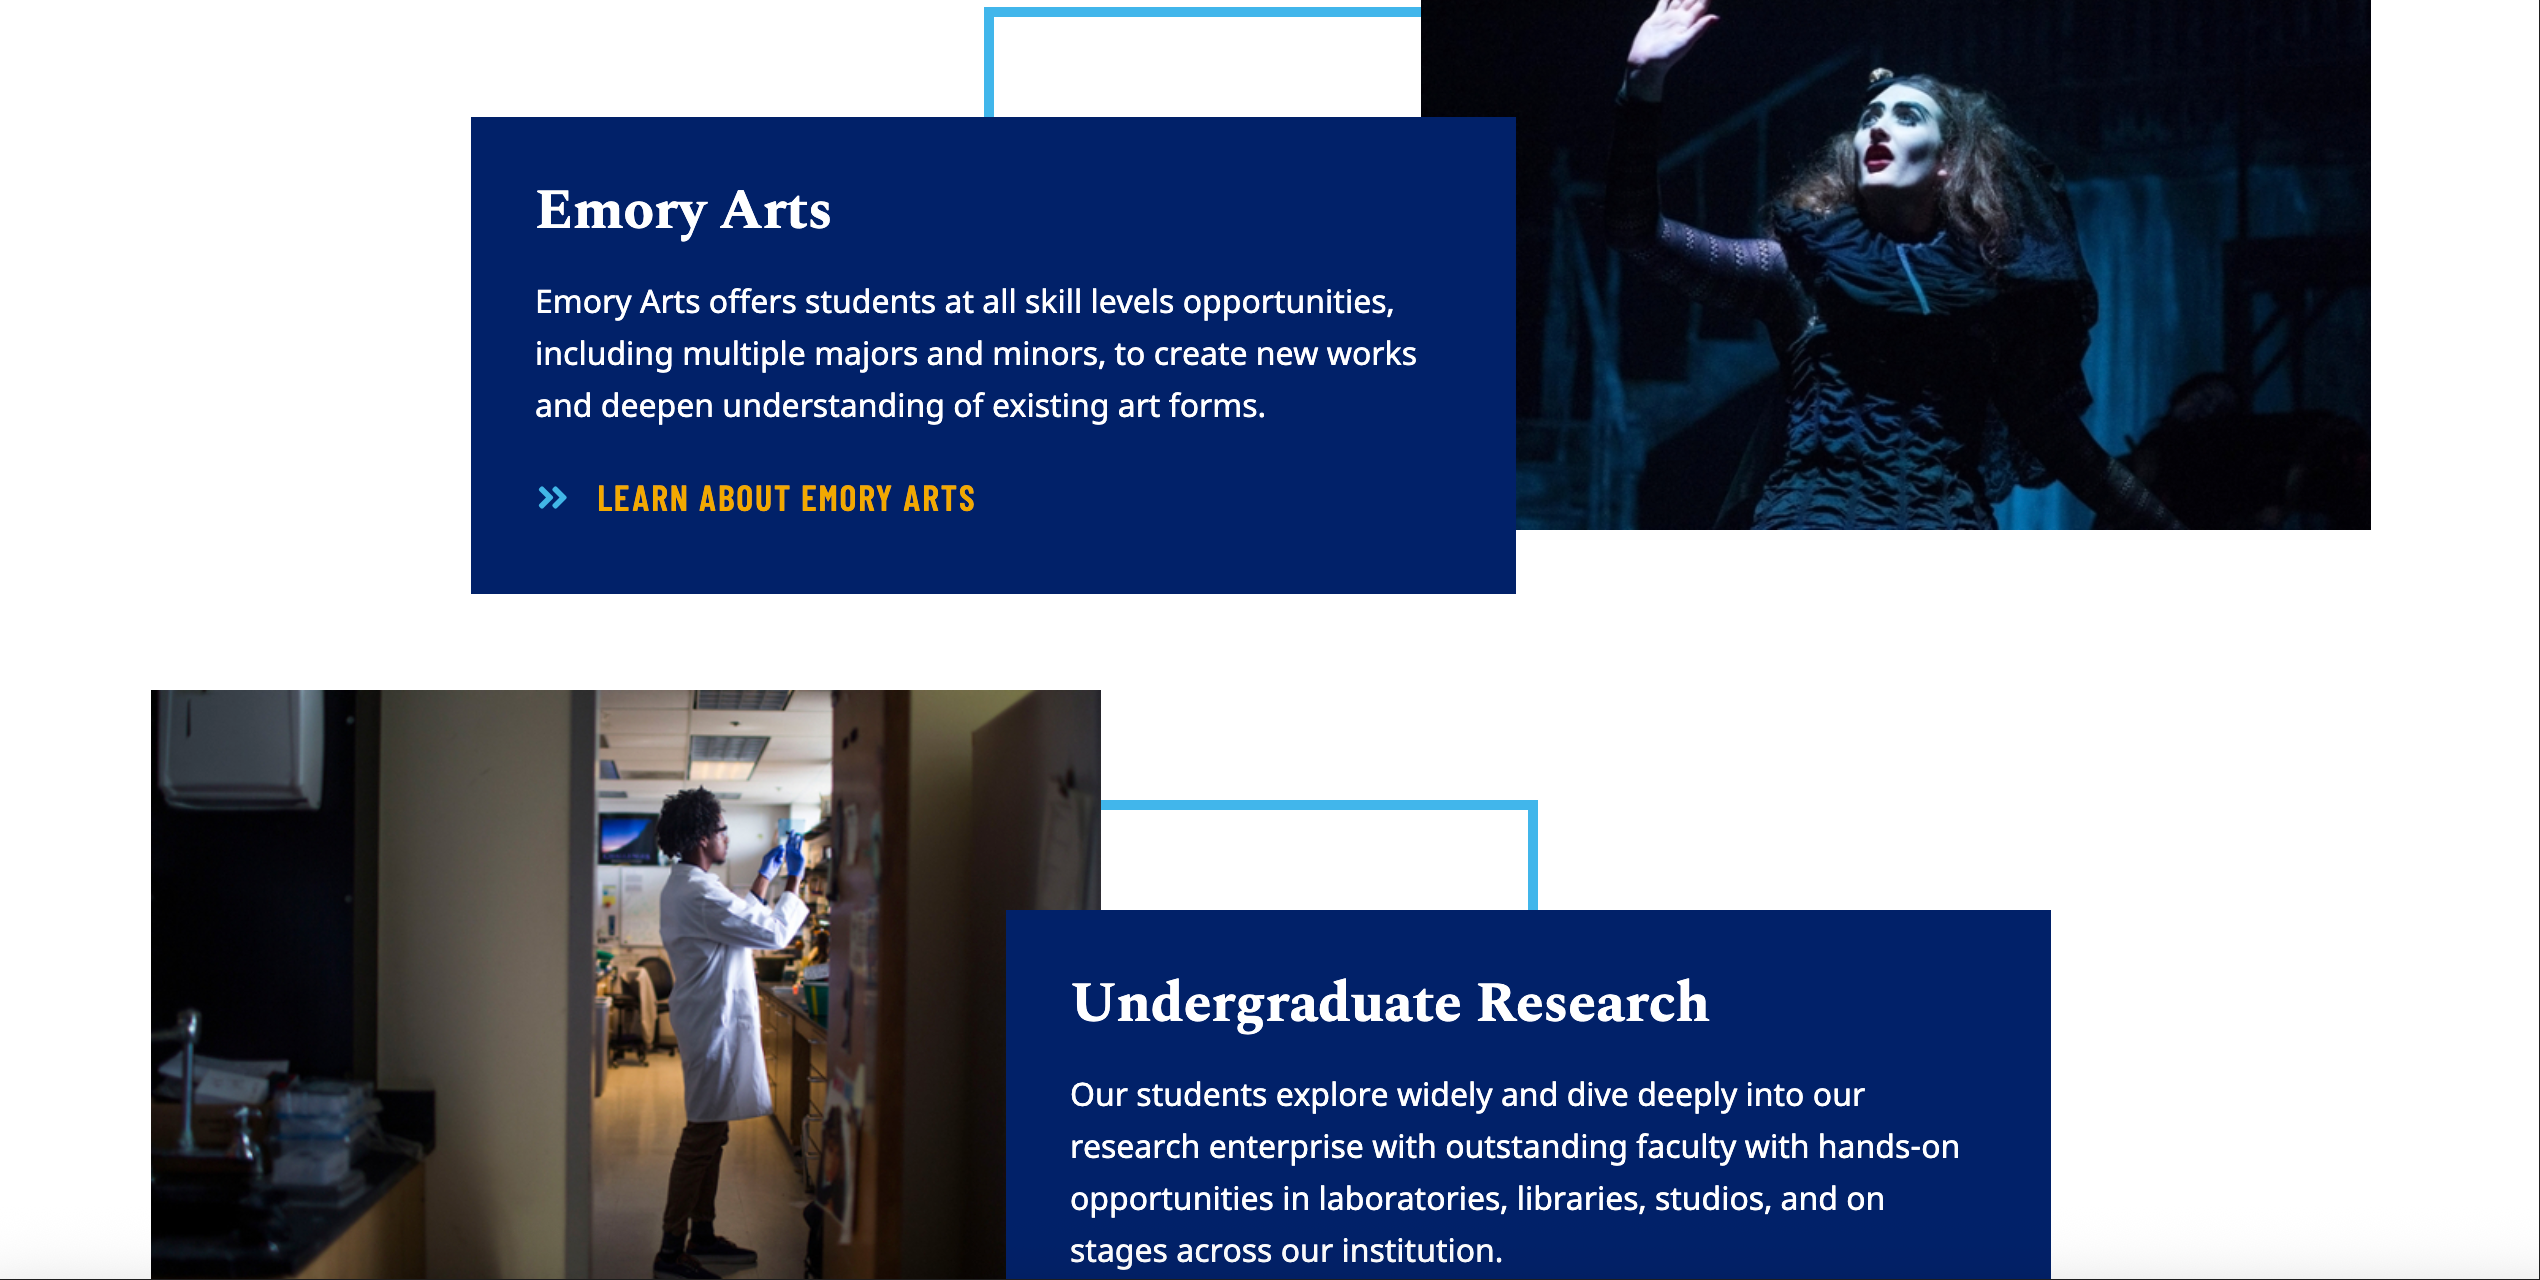 Emory Arts
Emory Arts offers students at all skill levels opportunities,
including multiple majors and minors, to create new works
and deepen understanding of existing art forms.
LEARN ABOUT EMORY ARTS
Undergraduate Research
Our students explore widely and dive deeply into our
research enterprise with outstanding faculty with hands-on
opportunities in laboratories, libraries, studios, and on
stages across our institution.